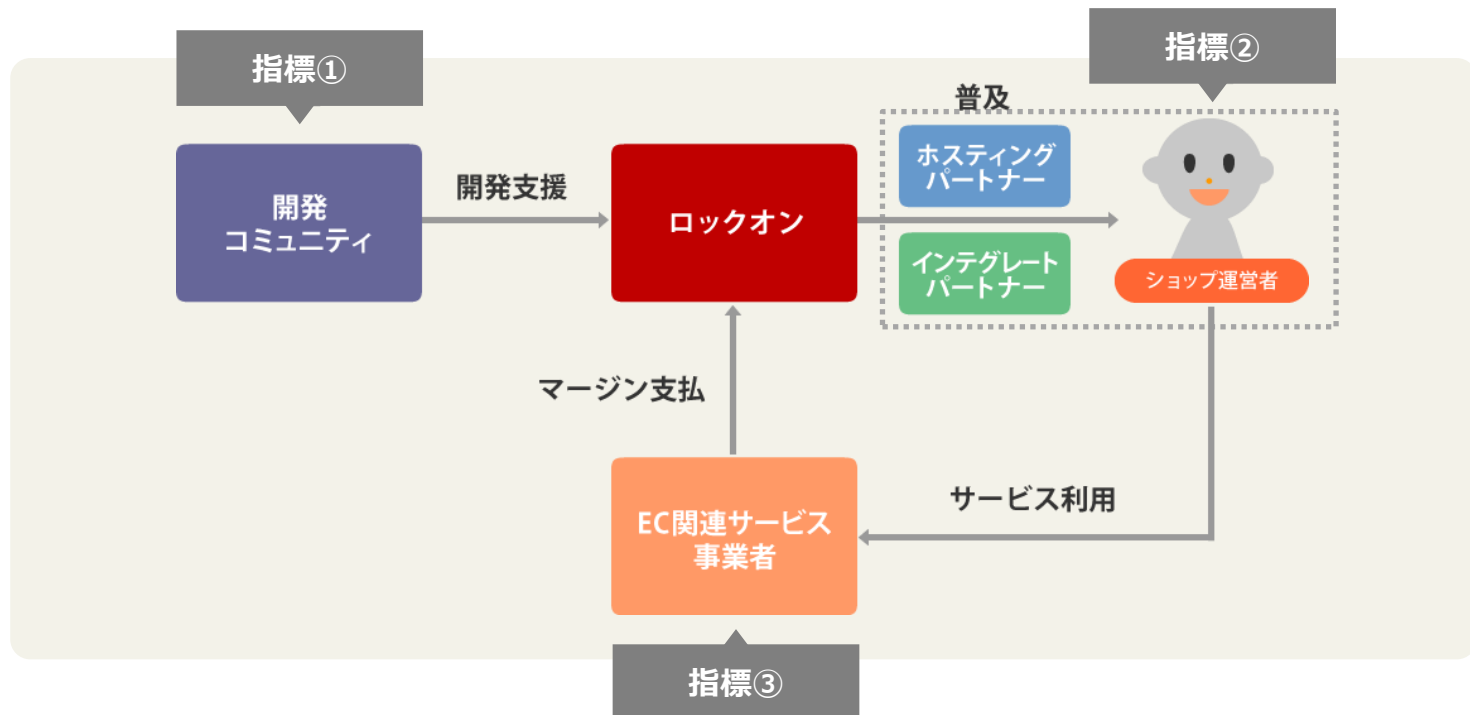 指標①
指標②
普及
開発
コミュニティ
開発支援
ロックオン
ホスティング
パートナー
インテグレート
パートナー
ショップ運営者
マージン支払
サービス利用
EC関連サービス
事業者
指標③